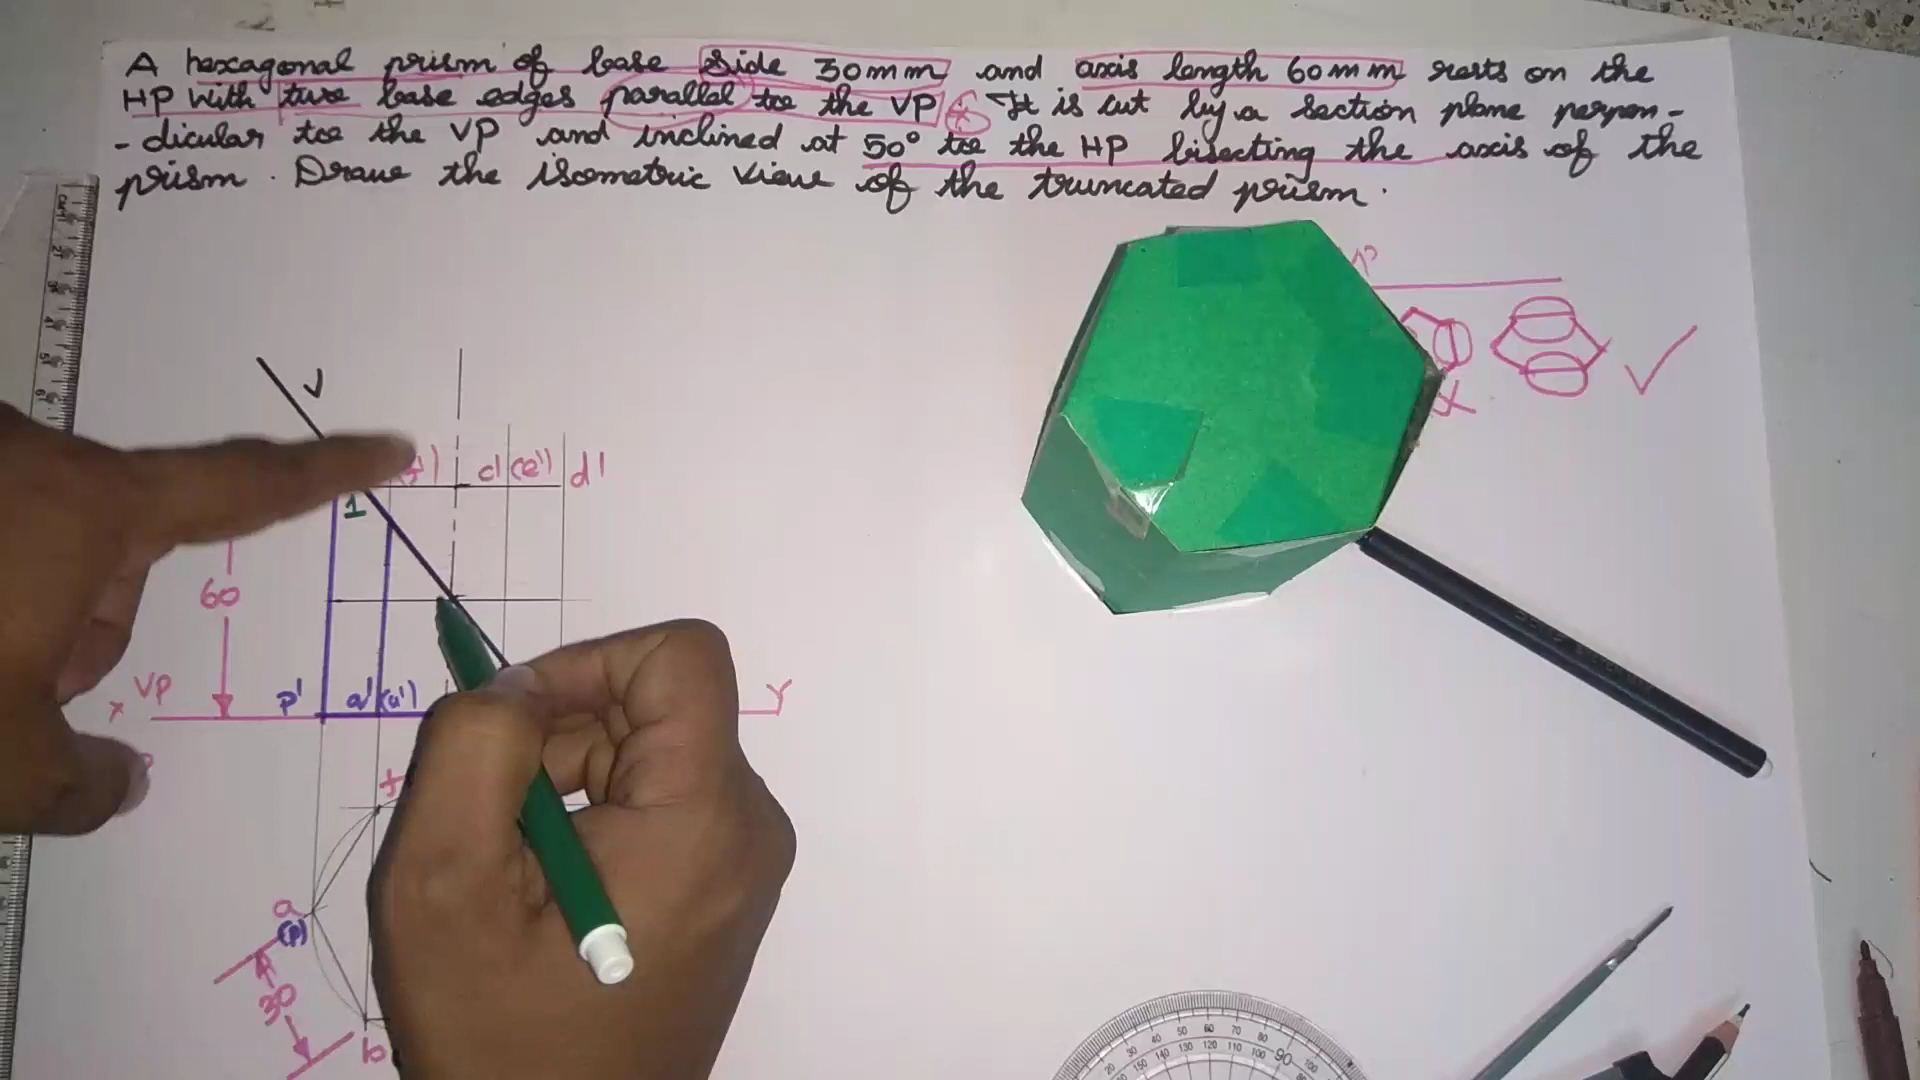 A hexagonal prism of base side 30mm and axis length 60mm rests on the
HP with two base edges parallel to the VP. It is cut by a section plane perpen-
-dicular to the VP and inclined at 50° to the HP bisecting the axis of the
prism. Draw the isometric view of the truncated prism.
(f') c' (e') d'
1
60
VP
X p' Y
f
a
(p)
30
b